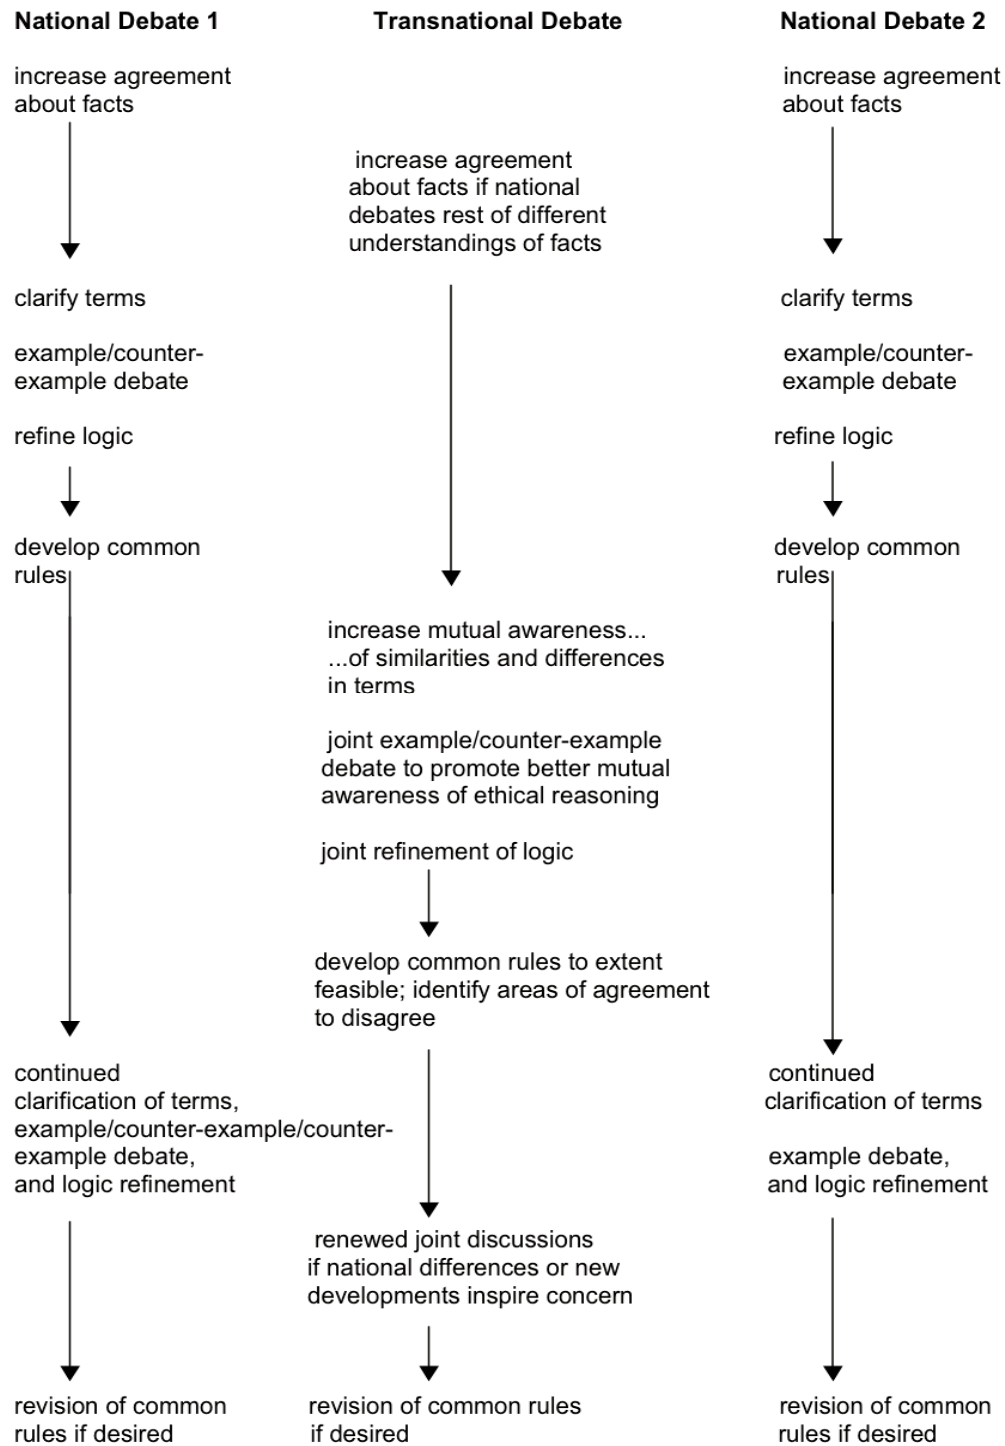 National Debate 1
increase agreement
about facts
clarify terms
example/counter-
example debate
refine logic
develop common
rules
continued
clarification of terms,
example/counter-example/counter-
example debate,
and logic refinement
revision of common
rules if desired
Transnational Debate
increase agreement
about facts if national
debates rest of different
understandings of facts
increase mutual awareness...
...of similarities and differences
in terms
joint example/counter-example
debate to promote better mutual
awareness of ethical reasoning
joint refinement of logic
develop common rules to extent
feasible; identify areas of agreement
to disagree
renewed joint discussions
if national differences or new
developments inspire concern
revision of common rules
if desired
National Debate 2
increase agreement
about facts
clarify terms
example/counter-
example debate
refine logic
develop common
rules
continued
clarification of terms
example debate,
and logic refinement
revision of common
rules if desired